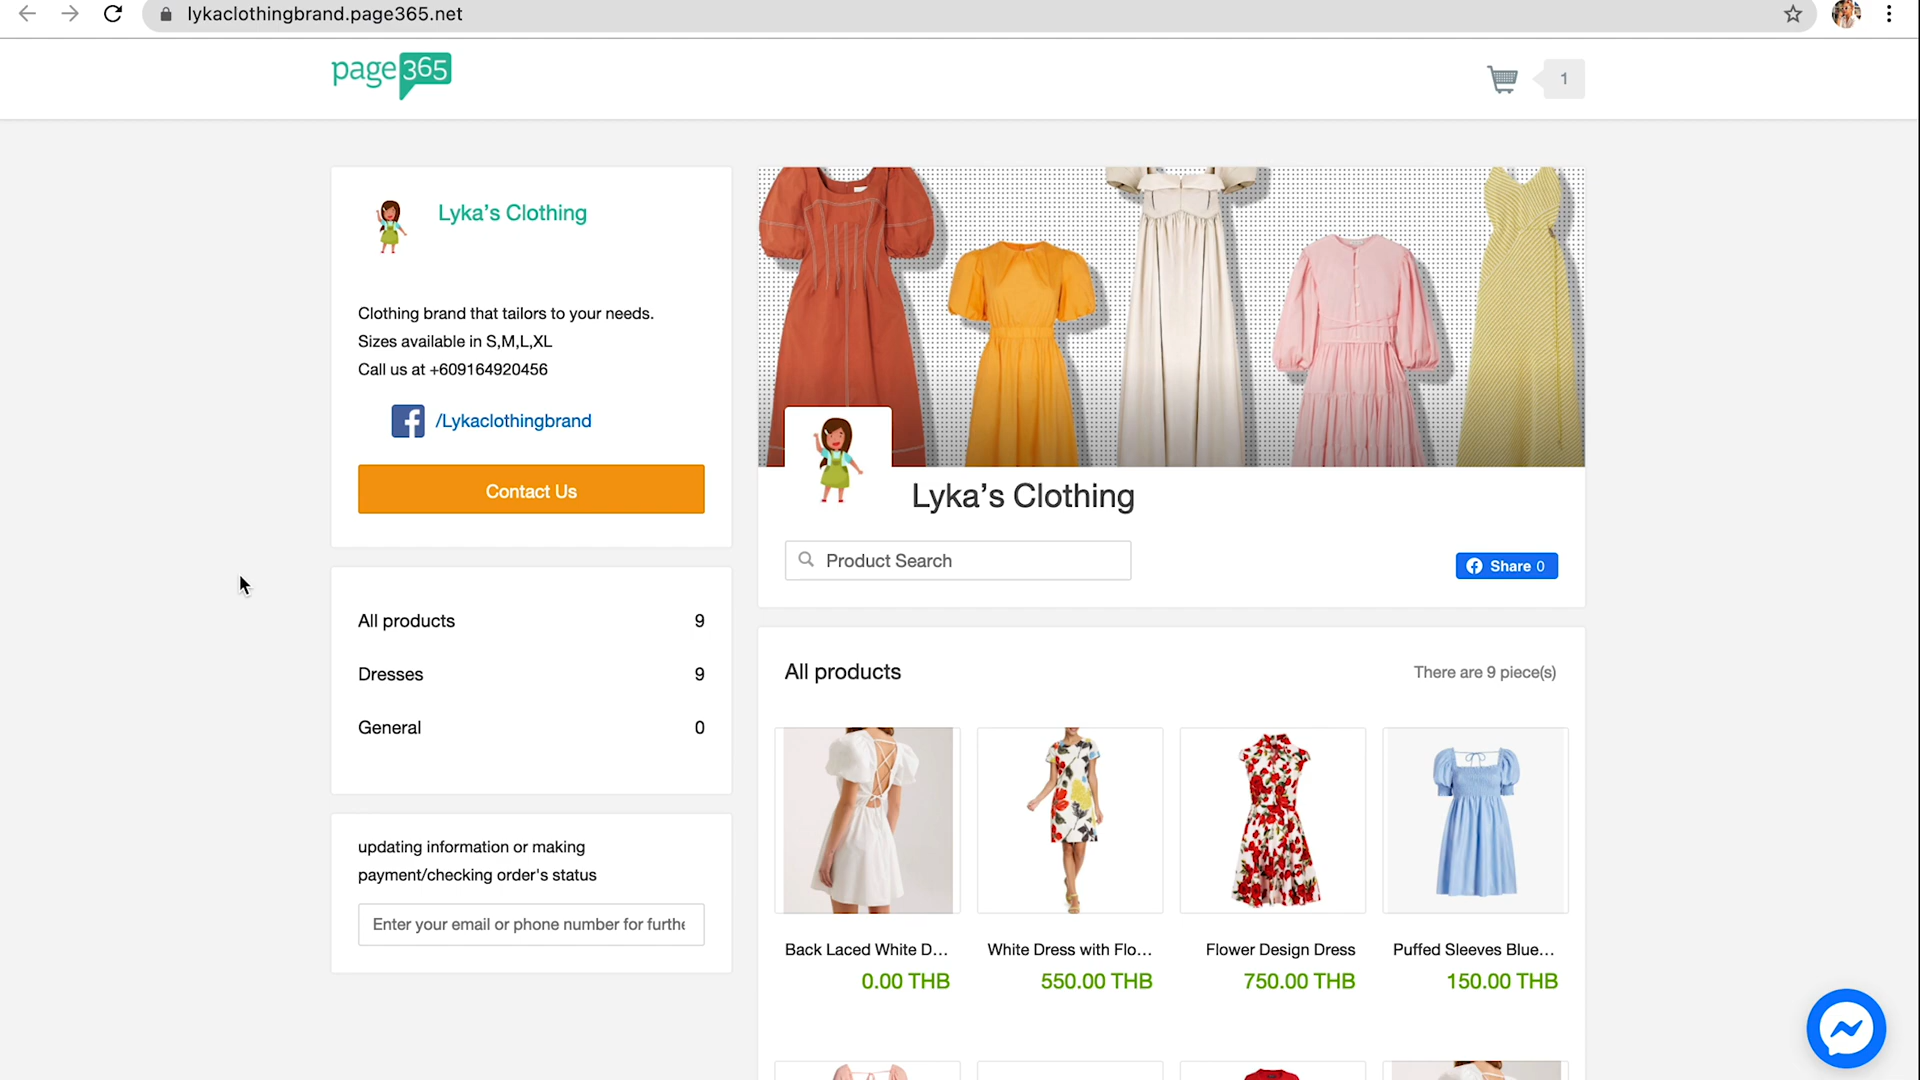 lykaclothingbrand.page365.net
page365
1
Lyka’s Clothing
Clothing brand that tailors to your needs.
Sizes available in S,M,L,XL
Call us at +609164920456
/Lykaclothingbrand
Contact Us
Lyka’s Clothing
Product Search
Share 0
All products 9
Dresses 9
General 0
All products
There are 9 piece(s)
updating information or making
payment/checking order's status
Enter your email or phone number for furthe
Back Laced White D...
White Dress with Flo...
Flower Design Dress
Puffed Sleeves Blue...
0.00 THB
550.00 THB
750.00 THB
150.00 THB